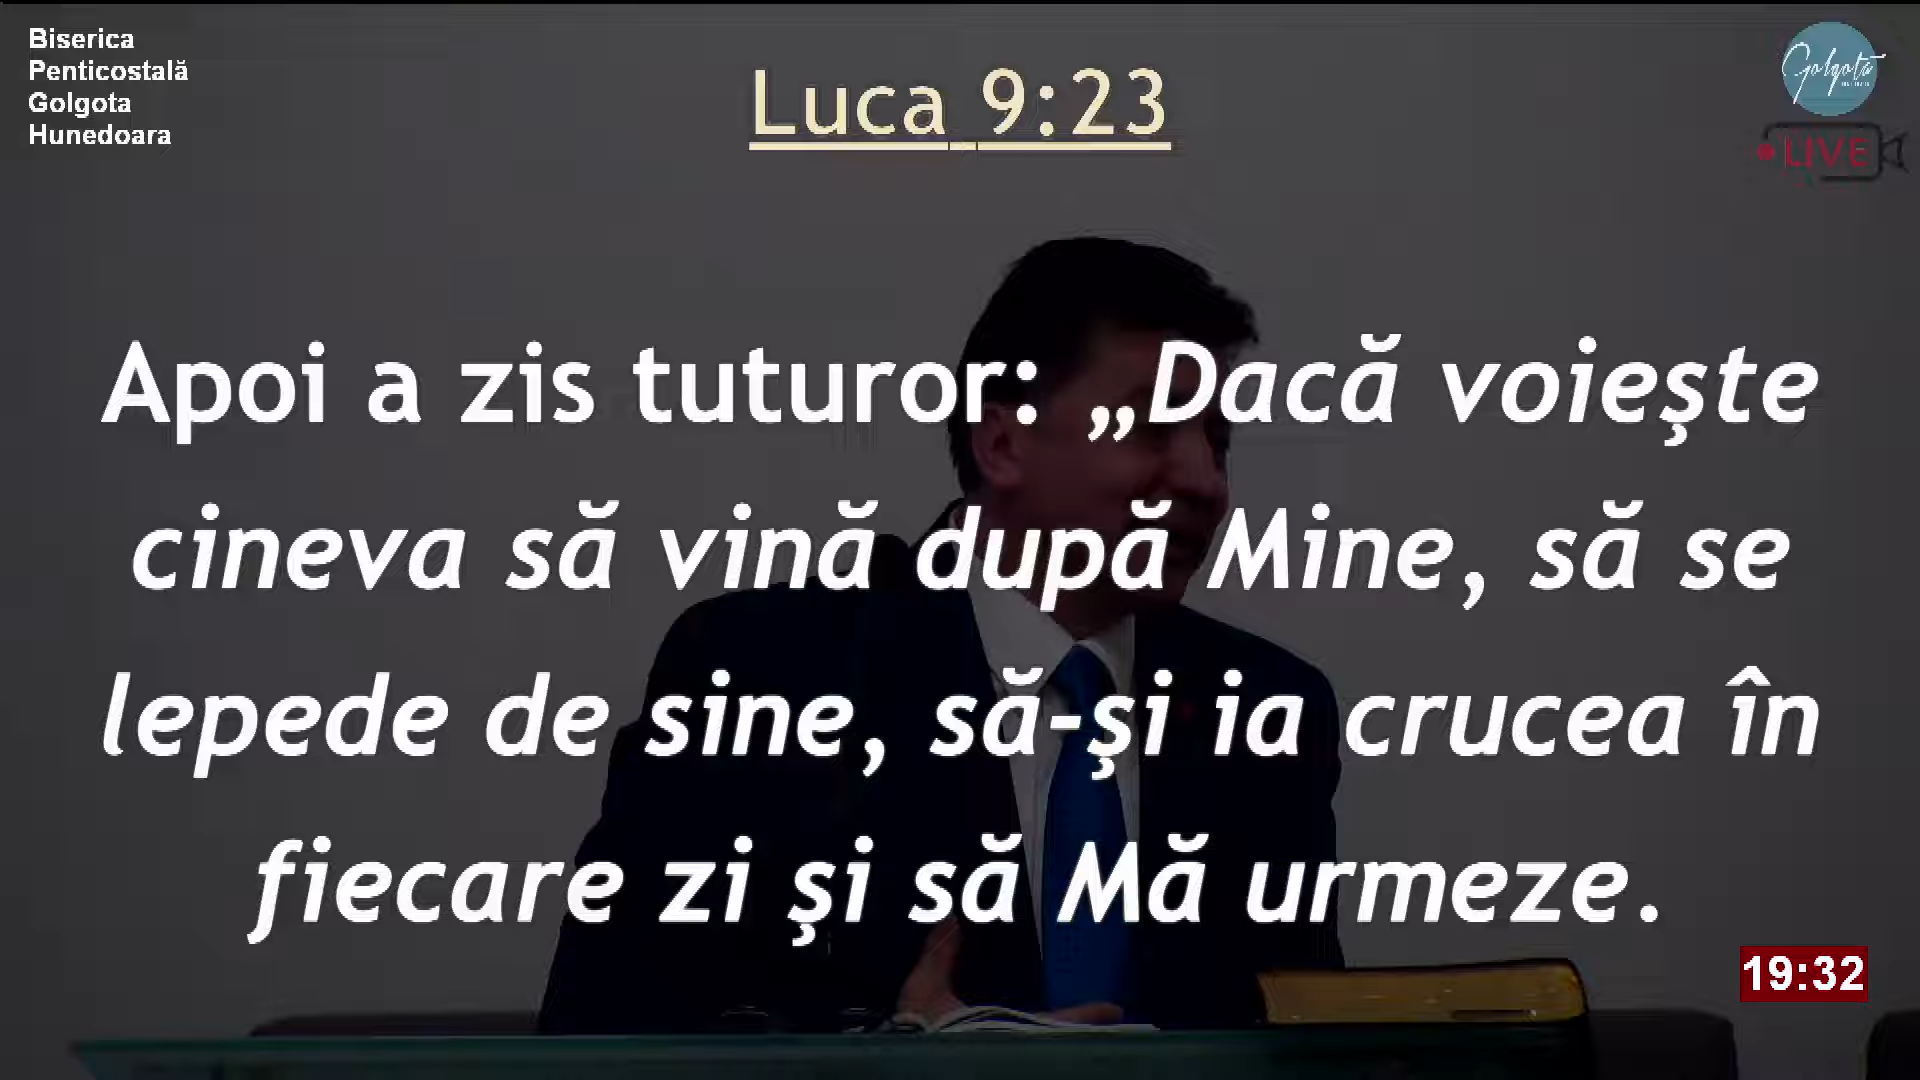 Biserica
Penticostală
Golgota
Hunedoara
Golgota
LIVE
Luca 9:23
Apoi a zis tuturor: „Dacă voieşte
cineva să vină după Mine, să se
lepede de sine, să-şi ia crucea în
fiecare zi şi să Mă urmeze.
19:32